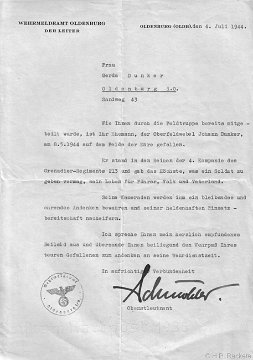 WEHRMELDEAMT OLDENBURG
DER LEITER
OLDENBURG (OLDB), den 4. Juli 1944.
Frau
Gerda Dunker
Oldenburg i.O.
Sandweg 43
Wie Ihnen durch die Feldtruppe bereits mitge-
teilt wurde, ist Ihr Ehemann, der Oberfeldwebel Johann Dunker,
am 8.5.1944 auf dem Felde der Ehre gefallen.
Er stand in den Reihen der 4. Kompanie des
Grenadier-Regiments 213 und gab das Höchste, was ein Soldat zu
geben vermag, sein Leben für Führer, Volk und Vaterland.
Seine Kameraden werden ihm ein bleibendes und
ehrendes Andenken bewahren und seiner heldenhaften Einsatz-
bereitschaft nacheifern.
Ich spreche Ihnen mein herzlich empfundenes
Beileid aus und übersende Ihnen beiliegend den Wehrpaß Ihres
teuren Gefallenen zum Andenken an seine Wehrdienstzeit.
In aufrichtiger Verbundenheit
Oberstleutnant